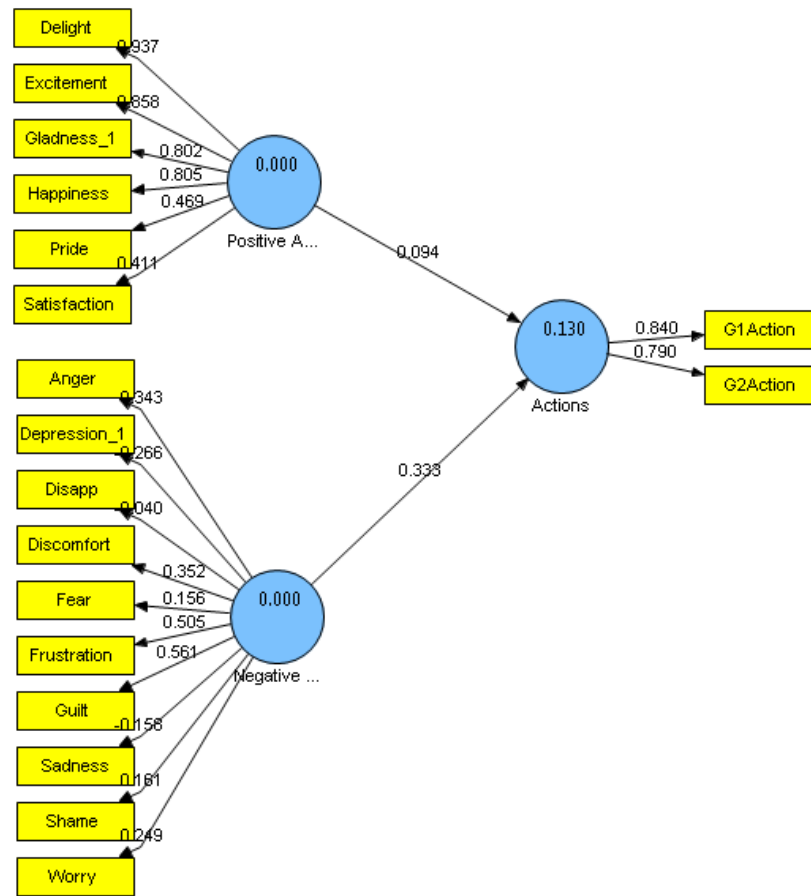 Delight
0.937
Excitement
0.858
Gladness_1
0.802
Happiness
0.805
Pride
0.469
Satisfaction
0.411
0.000
Positive A...
0.094
Anger
0.343
Depression_1
-0.266
Disapp
-0.040
Discomfort
0.352
Fear
0.156
Frustration
0.505
Guilt
0.561
Sadness
-0.158
Shame
0.161
Worry
0.249
0.000
Negative ...
0.333
0.130
Actions
0.840
G1Action
0.790
G2Action